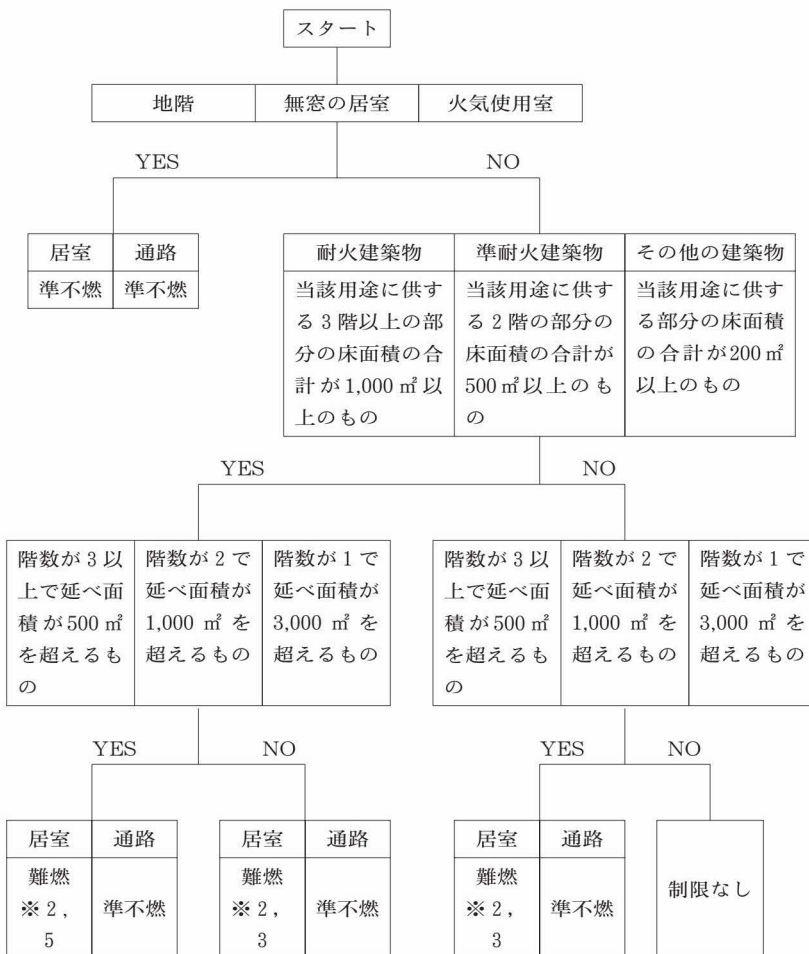 スタート
地階
無窓の居室
火気使用室
YES
NO
居室
通路
準不燃
準不燃
耐火建築物
準耐火建築物
その他の建築物
当該用途に供す
る3階以上の部
分の床面積の合
計が1,000㎡以
上のもの
当該用途に供す
る2階の部分の
床面積の合計が
500㎡以上のも
の
当該用途に供す
る部分の床面積
の合計が200㎡
以上のもの
YES
NO
階数が3以
上で延べ面
積が500㎡
を超えるも
の
階数が2で
延べ面積が
1,000㎡を
超えるもの
階数が1で
延べ面積が
3,000㎡を
超えるもの
階数が3以
上で延べ面
積が500㎡
を超えるも
の
階数が2で
延べ面積が
1,000㎡を
超えるもの
階数が1で
延べ面積が
3,000㎡を
超えるもの
YES
NO
YES
NO
居室
通路
難燃
※2,
5
準不燃
居室
通路
難燃
※2,
3
準不燃
居室
通路
難燃
※2,
3
準不燃
制限なし